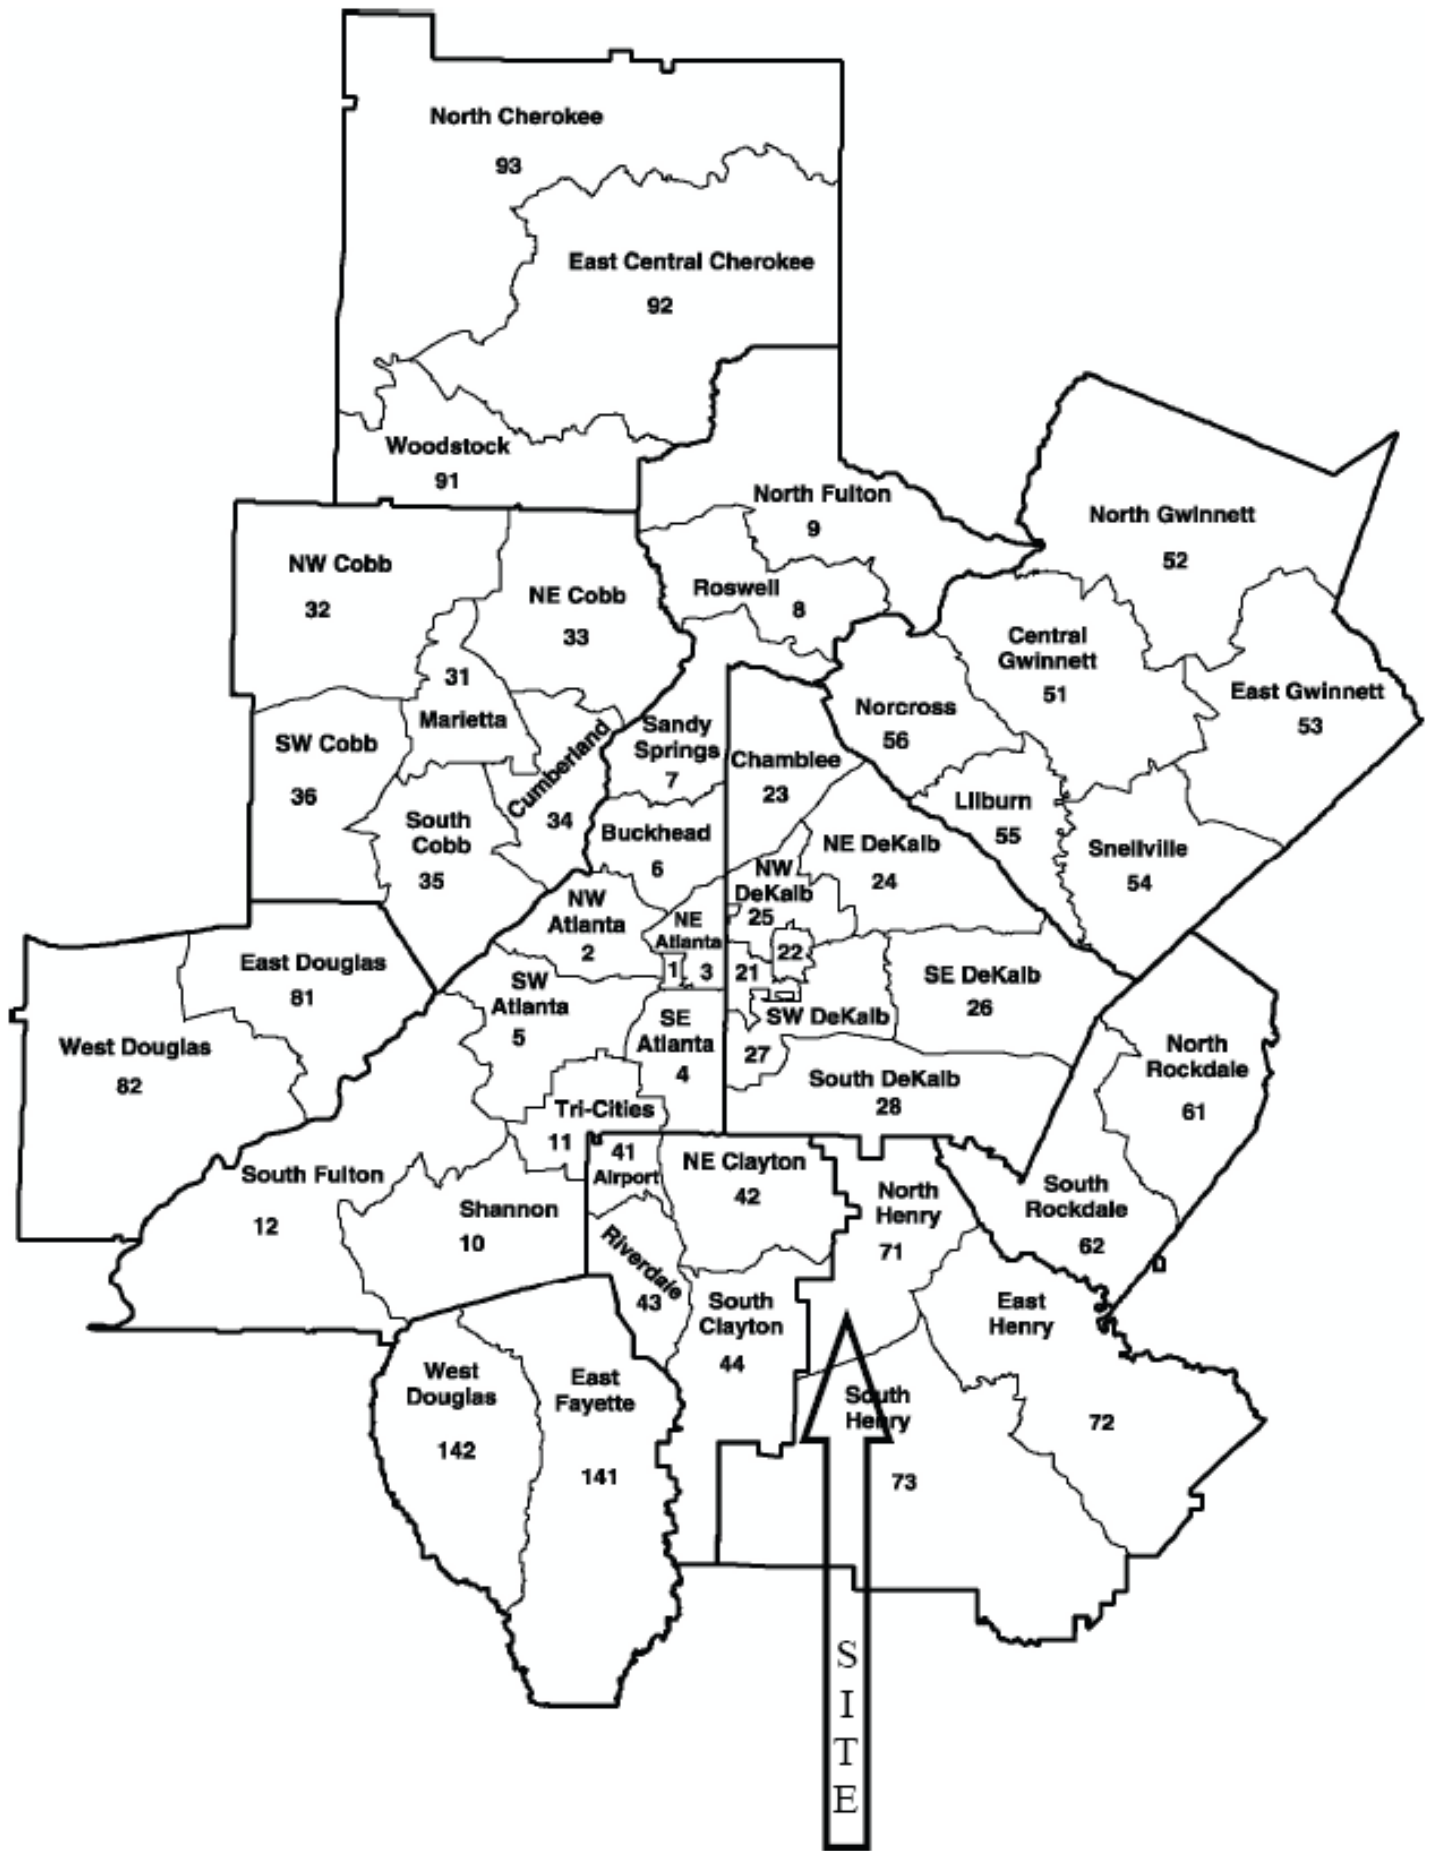 North Cherokee
93
East Central Cherokee
92
Woodstock
91
North Fulton
9
North Gwinnett
52
NW Cobb
32
NE Cobb
33
Roswell
8
Central
Gwinnett
51
31
Marietta
East Gwinnett
53
SW Cobb
36
Cumberland
34
Sandy
Springs
7
Chamblee
23
Norcross
56
South
Cobb
35
Buckhead
6
Lilburn
55
NE DeKalb
24
Snellville
54
NW
DeKalb
25
NW
Atlanta
2
NE
Atlanta
1
3
22
21
East Douglas
81
SW
Atlanta
5
SE DeKalb
26
SE
Atlanta
4
SW DeKalb
27
West Douglas
82
North
Rockdale
61
South DeKalb
28
Tri-Cities
11
41
Airport
NE Clayton
42
South Fulton
12
Shannon
10
North
Henry
71
South
Rockdale
62
Riverdale
43
South
Clayton
44
East
Henry
72
West
Douglas
142
East
Fayette
141
South
Henry
73
S
I
T
E